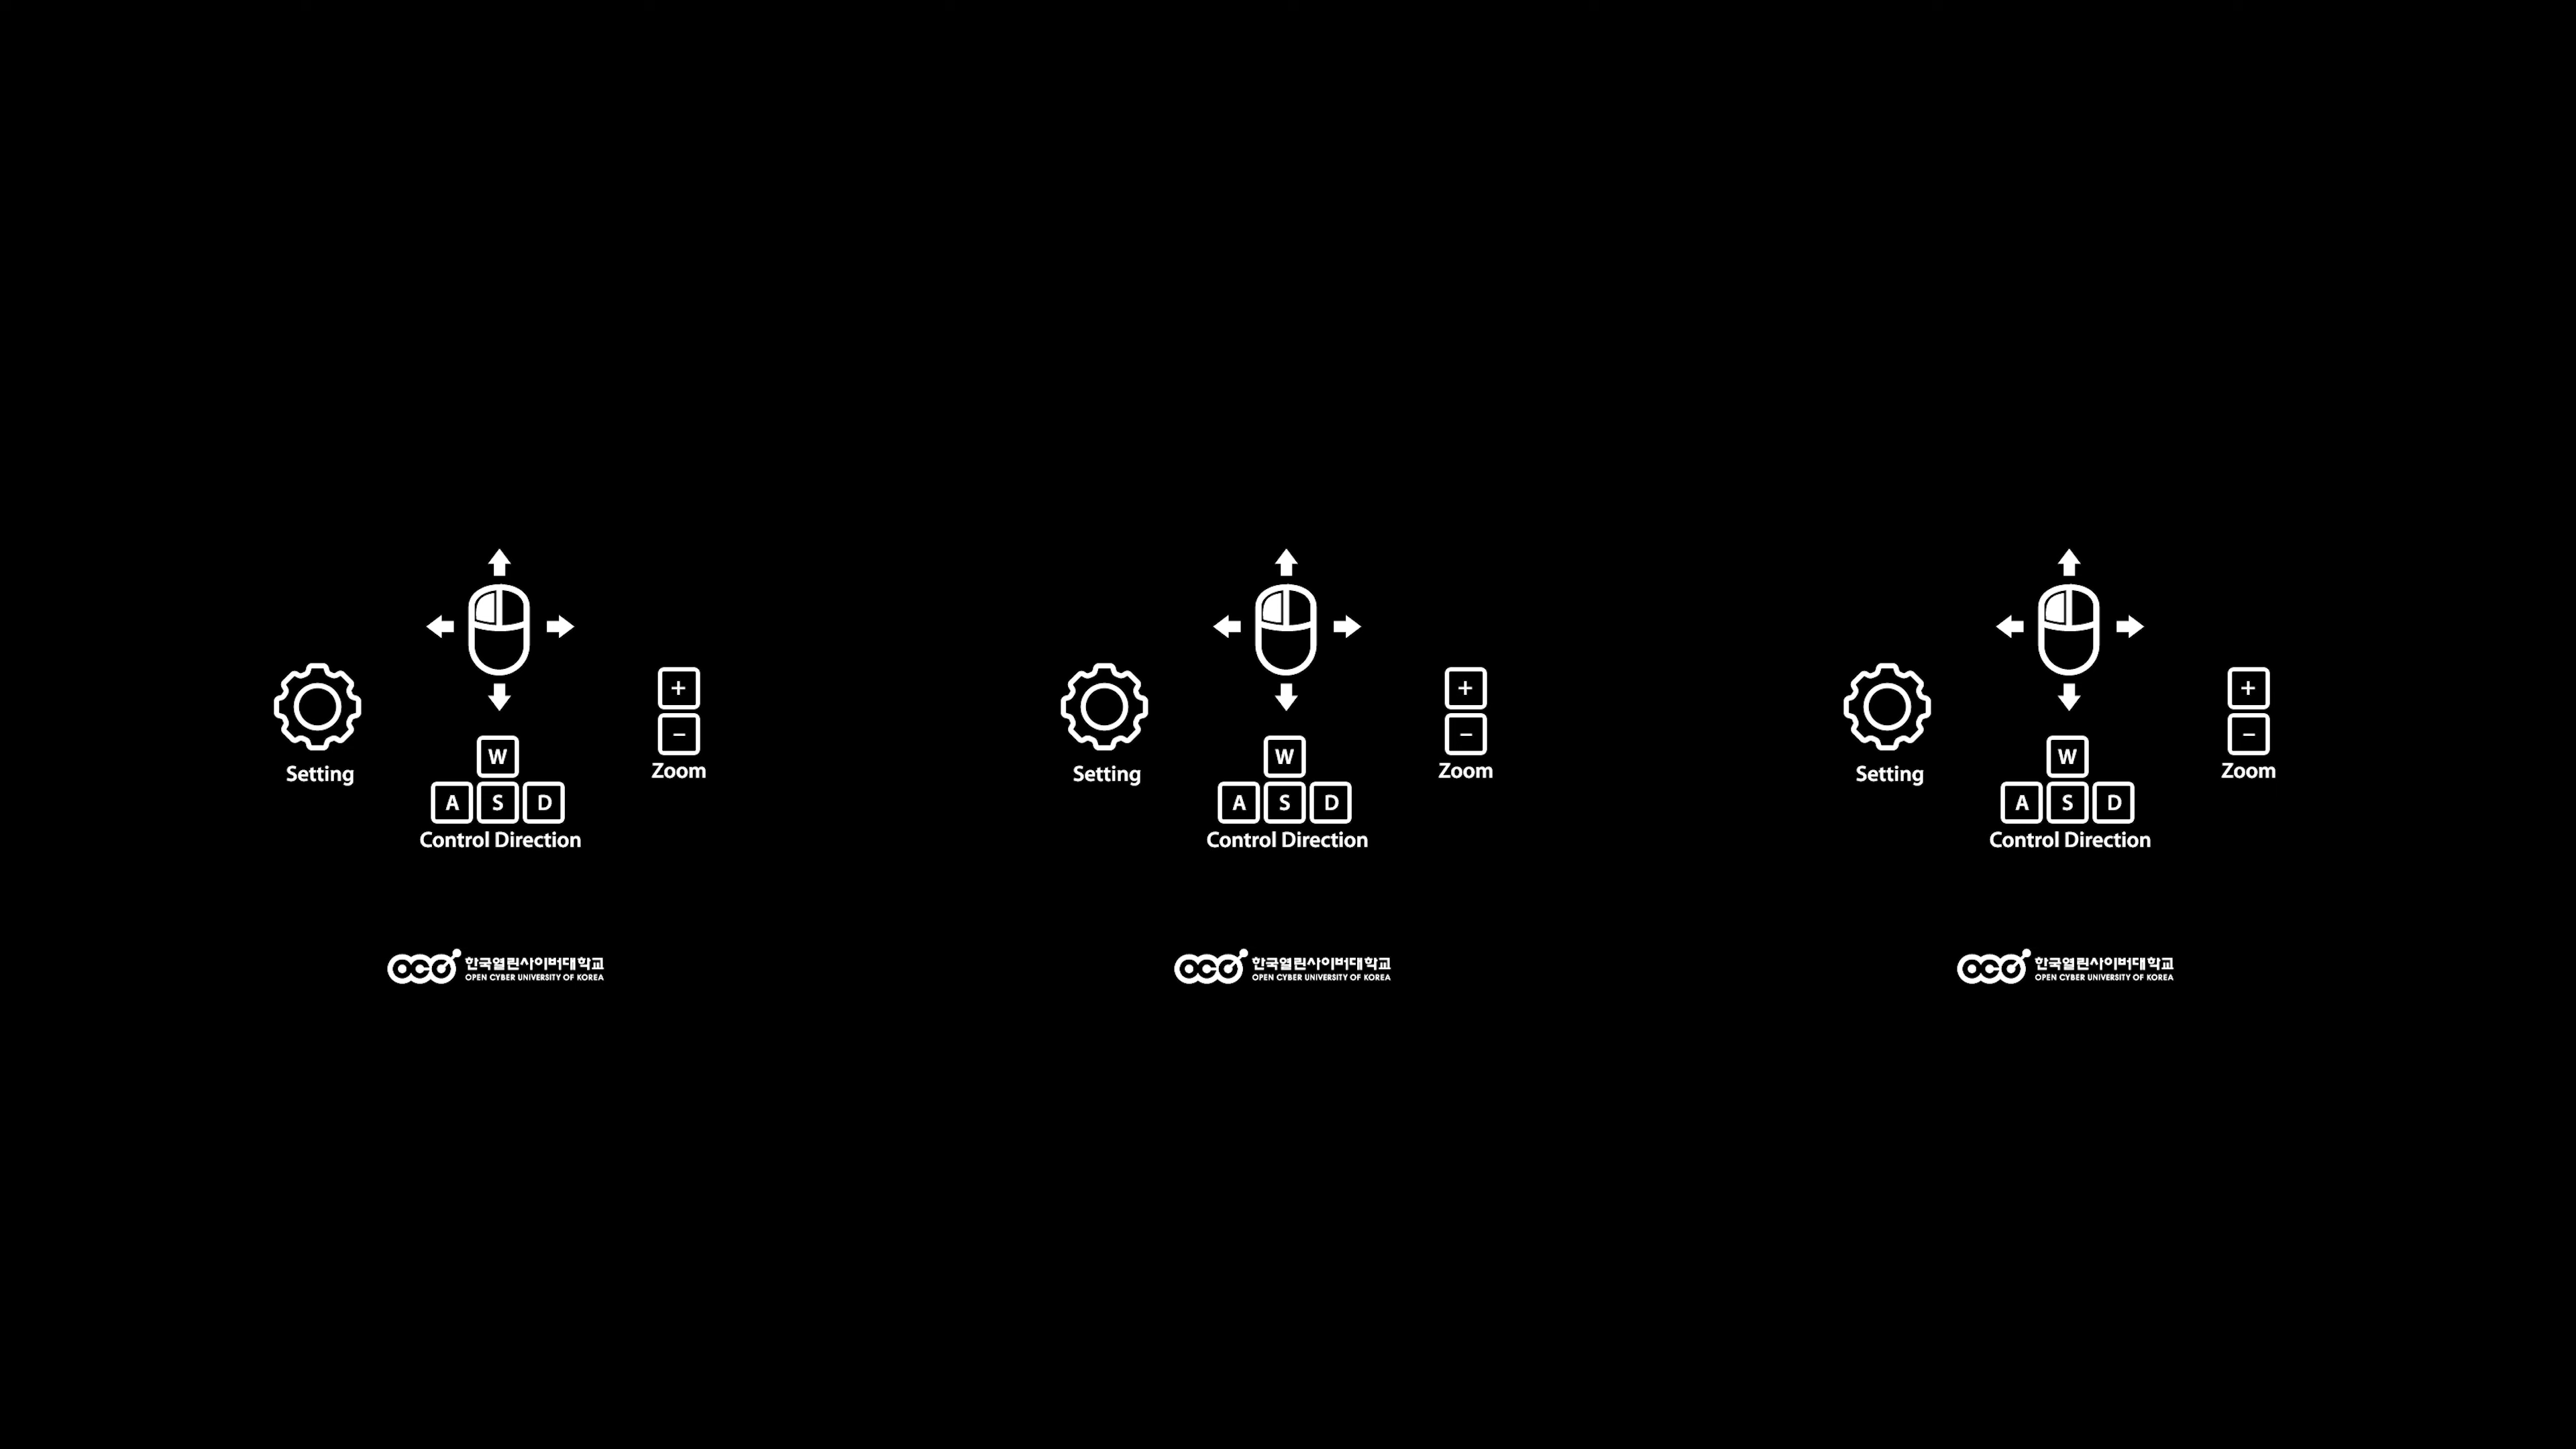 +
−
W
Setting
Zoom
A S D
Control Direction
oco 한국열린사이버대학교
OPEN CYBER UNIVERSITY OF KOREA
+
−
W
Setting
Zoom
A S D
Control Direction
oco 한국열린사이버대학교
OPEN CYBER UNIVERSITY OF KOREA
+
−
W
Setting
Zoom
A S D
Control Direction
oco 한국열린사이버대학교
OPEN CYBER UNIVERSITY OF KOREA